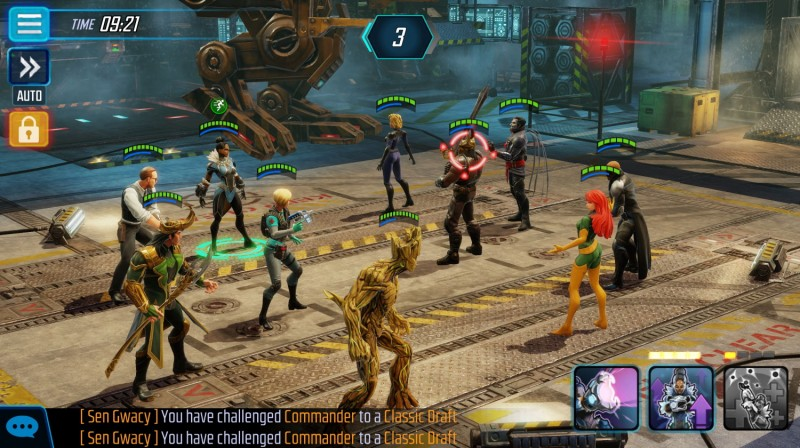 TIME 09:21
3
AUTO
CLEAR
[ Sen Gwacy ] You have challenged Commander to a Classic Draft
[ Sen Gwacy ] You have challenged Commander to a Classic Draft